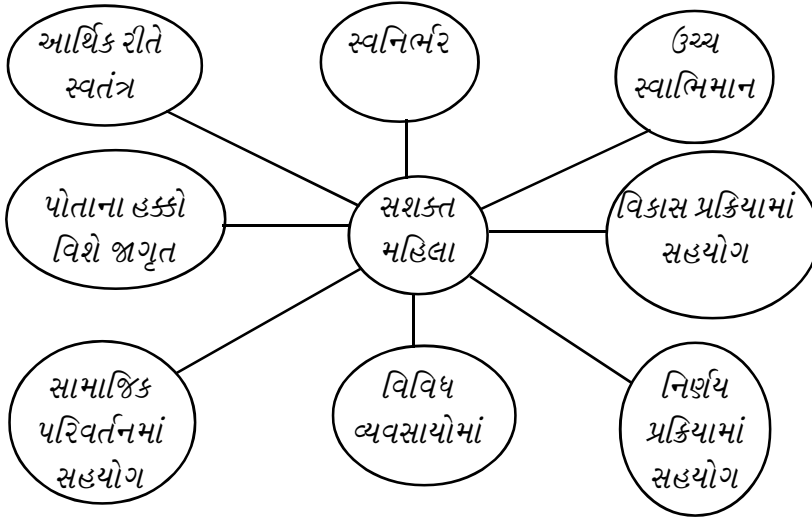 આર્થિક રીતે
સ્વતંત્ર
સ્વનિર્ભર
ઉચ્ચ
સ્વાભિમાન
પોતાના હક્કો
વિશે જાગૃત
સશક્ત
મહિલા
વિકાસ પ્રક્રિયામાં
સહયોગ
સામાજિક
પરિવર્તનમાં
સહયોગ
વિવિધ
વ્યવસાયોમાં
નિર્ણય
પ્રક્રિયામાં
સહયોગ